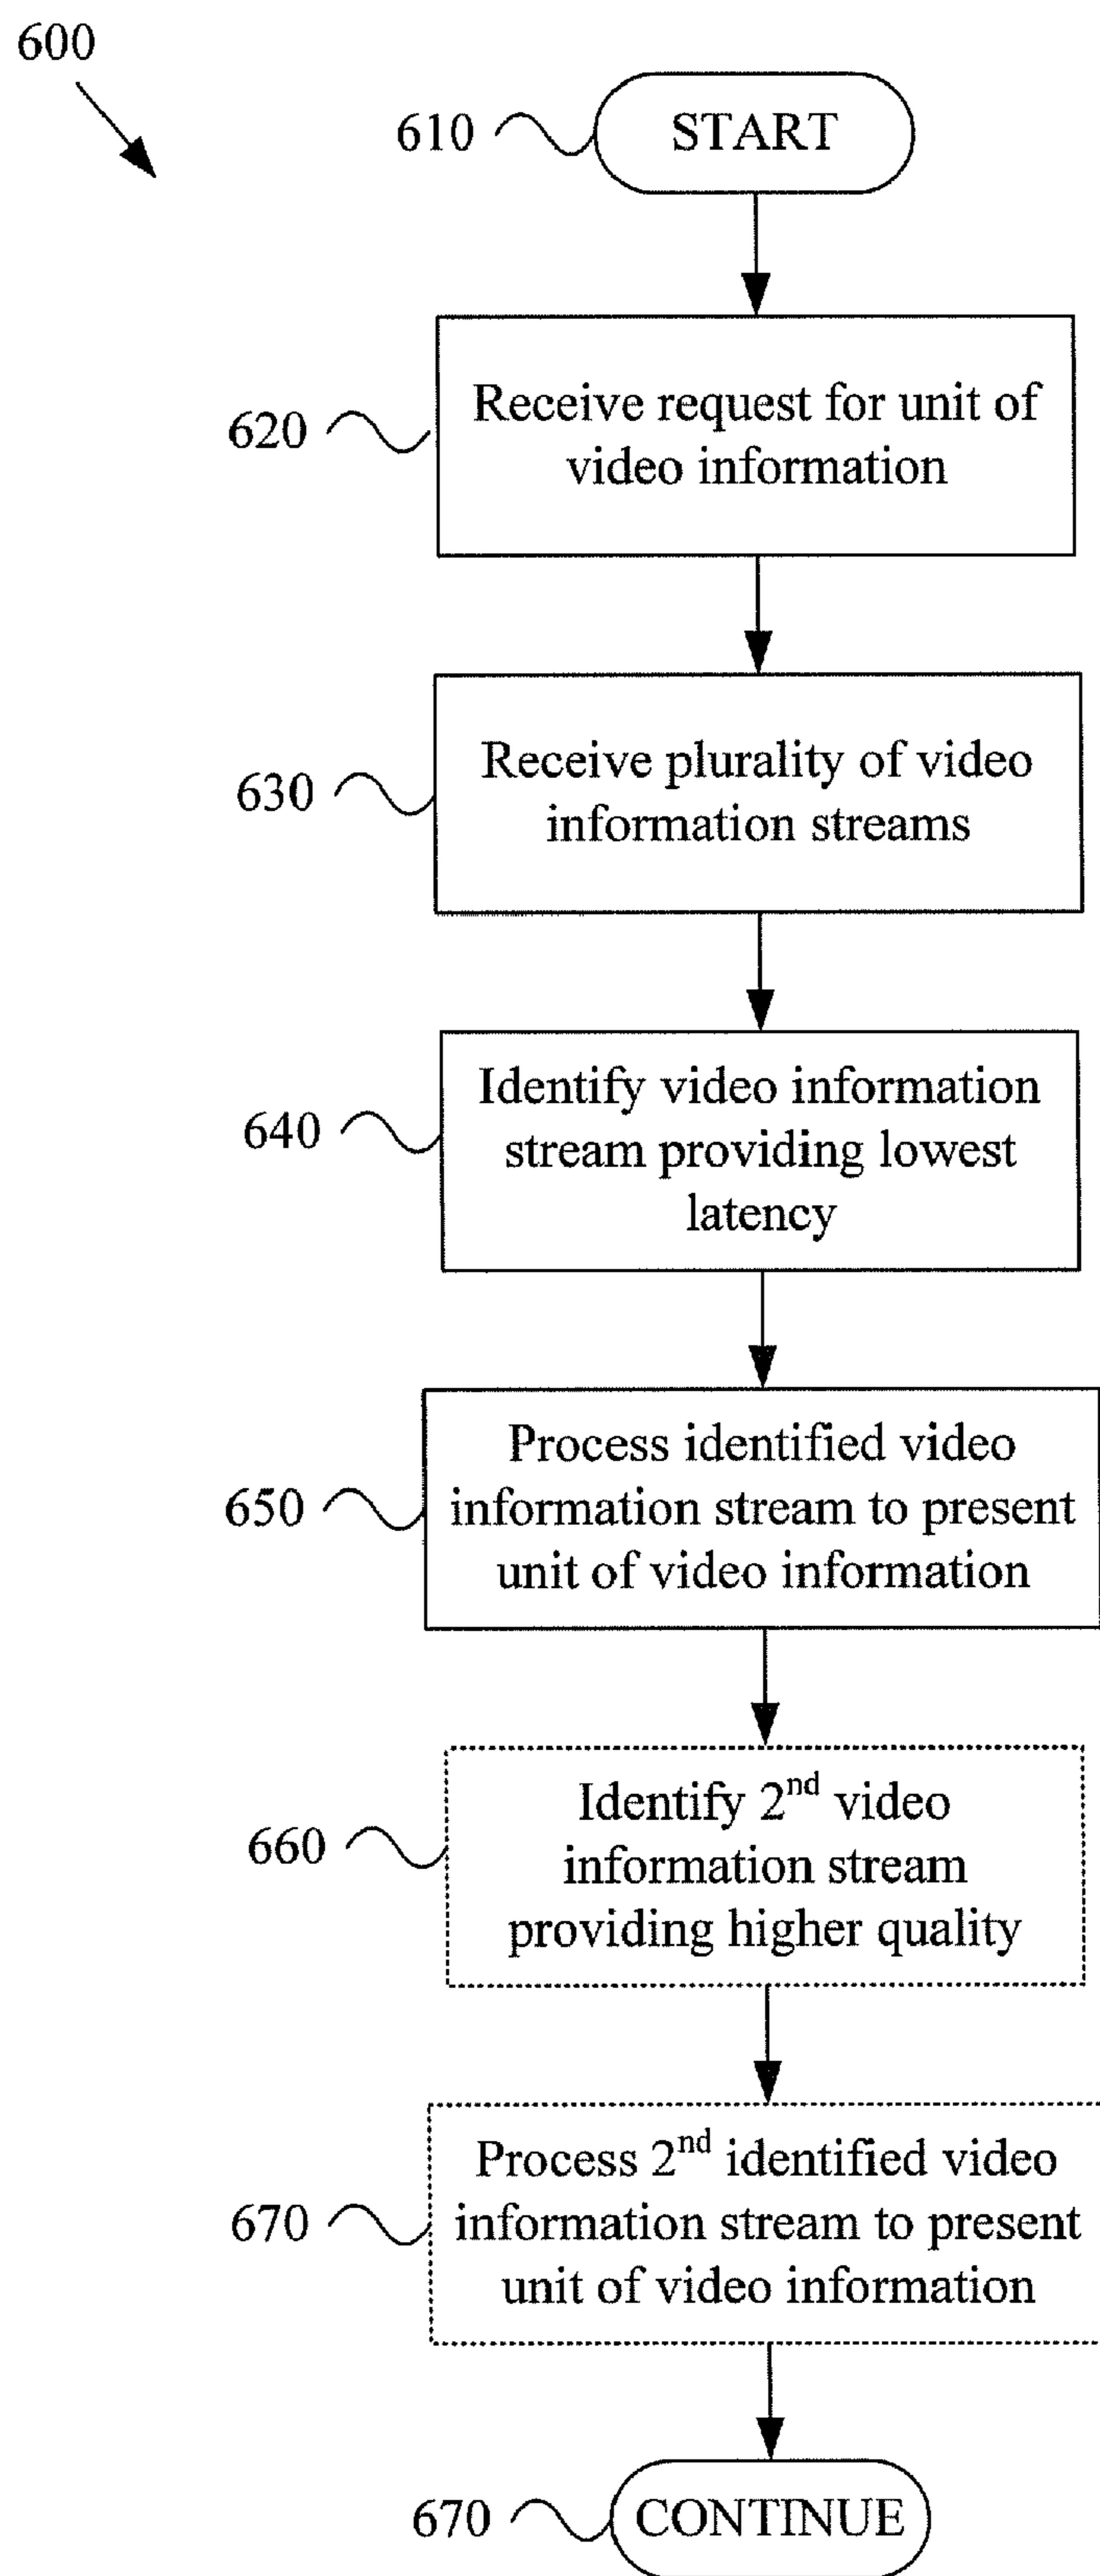 600
610 START
620 Receive request for unit of
video information
630 Receive plurality of video
information streams
640 Identify video information
stream providing lowest
latency
650 Process identified video
information stream to present
unit of video information
660 Identify 2nd video
information stream
providing higher quality
670 Process 2nd identified video
information stream to present
unit of video information
670 CONTINUE